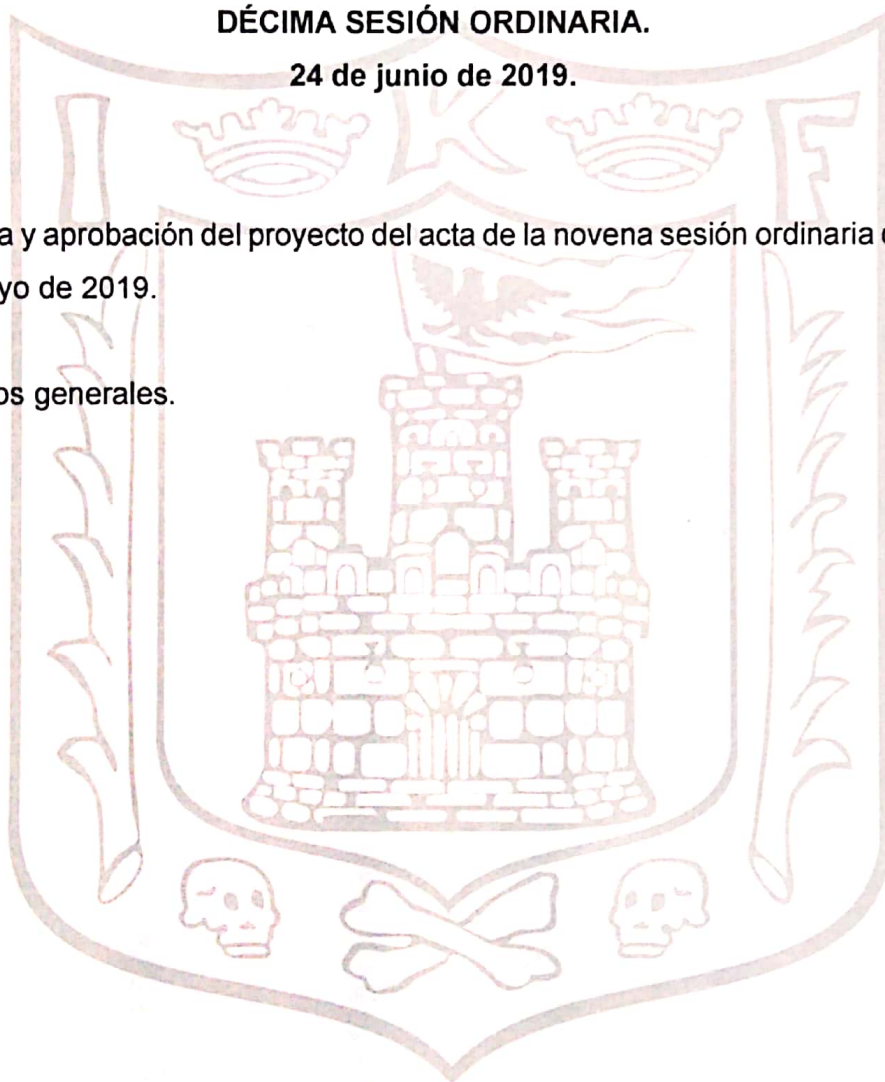 DÉCIMA SESIÓN ORDINARIA.
24 de junio de 2019.
I K F
a y aprobación del proyecto del acta de la novena sesión ordinaria
yo de 2019.
os generales.